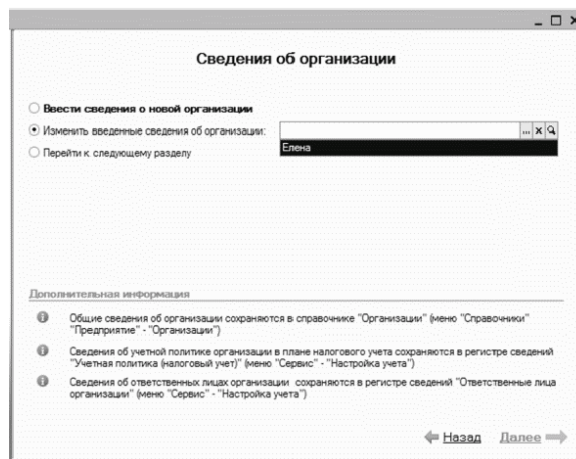 Сведения об организации
Ввести сведения о новой организации
Изменить введенные сведения об организации:
Елена
Перейти к следующему разделу
Дополнительная информация
Общие сведения об организации сохраняются в справочнике "Организации" (меню "Справочники"
"Предприятие" - "Организации")
Сведения об учетной политике организации в плане налогового учета сохраняются в регистре сведений
"Учетная политика (налоговый учет)" (меню "Сервис" - "Настройка учета")
Сведения об ответственных лицах организации сохраняются в регистре сведений "Ответственные лица
организации" (меню "Сервис" - "Настройка учета")
Назад Далее